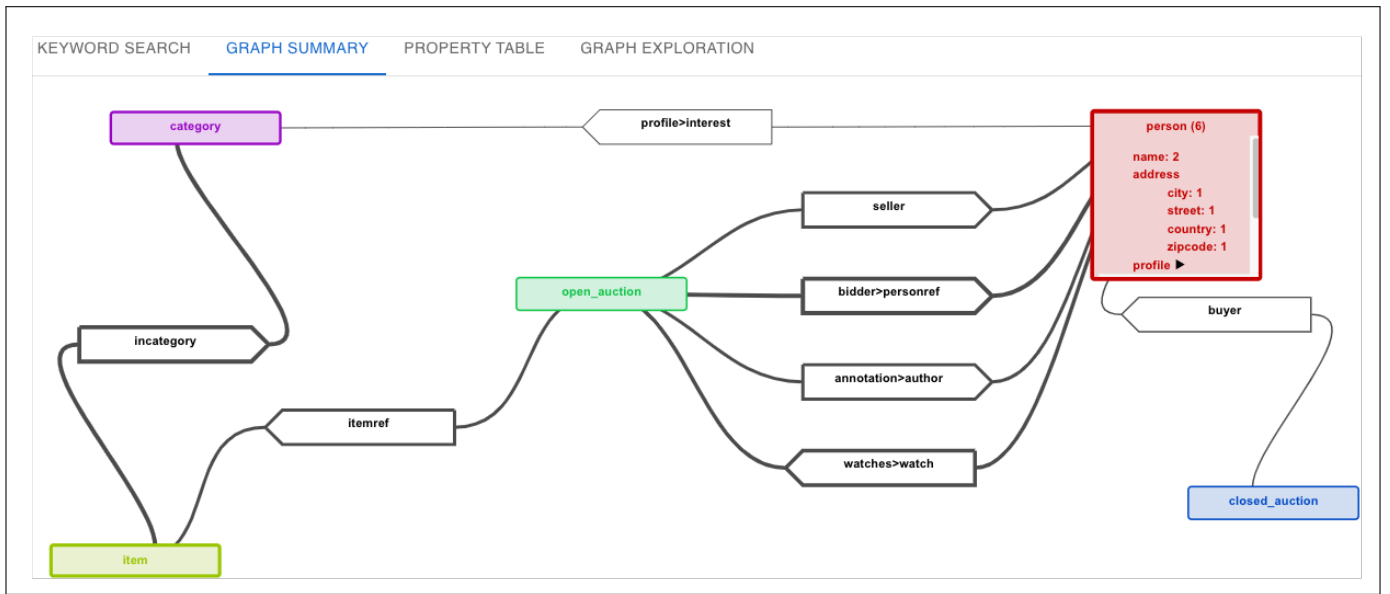 KEYWORD SEARCH GRAPH SUMMARY PROPERTY TABLE GRAPH EXPLORATION
category
profile>interest
person (6)
name: 2
address
city: 1
street: 1
country: 1
zipcode: 1
profile ▶
seller
open_auction
bidder>personref
buyer
incategory
annotation>author
itemref
watches>watch
closed_auction
item